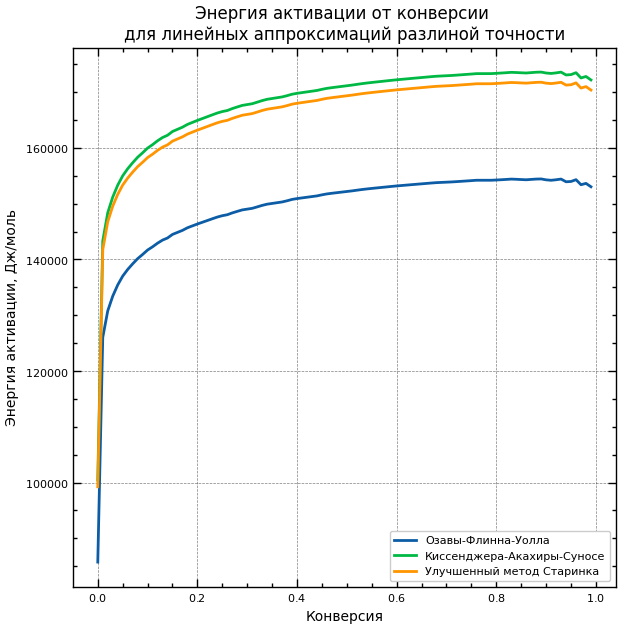 Энергия активации от конверсии
для линейных аппроксимаций разлиной точности
Энергия активации, Дж/моль
160000
140000
120000
100000
0.0
0.2
0.4
0.6
0.8
1.0
Конверсия
Озавы-Флинна-Уолла
Киссенджера-Акахиры-Суносе
Улучшенный метод Старинка